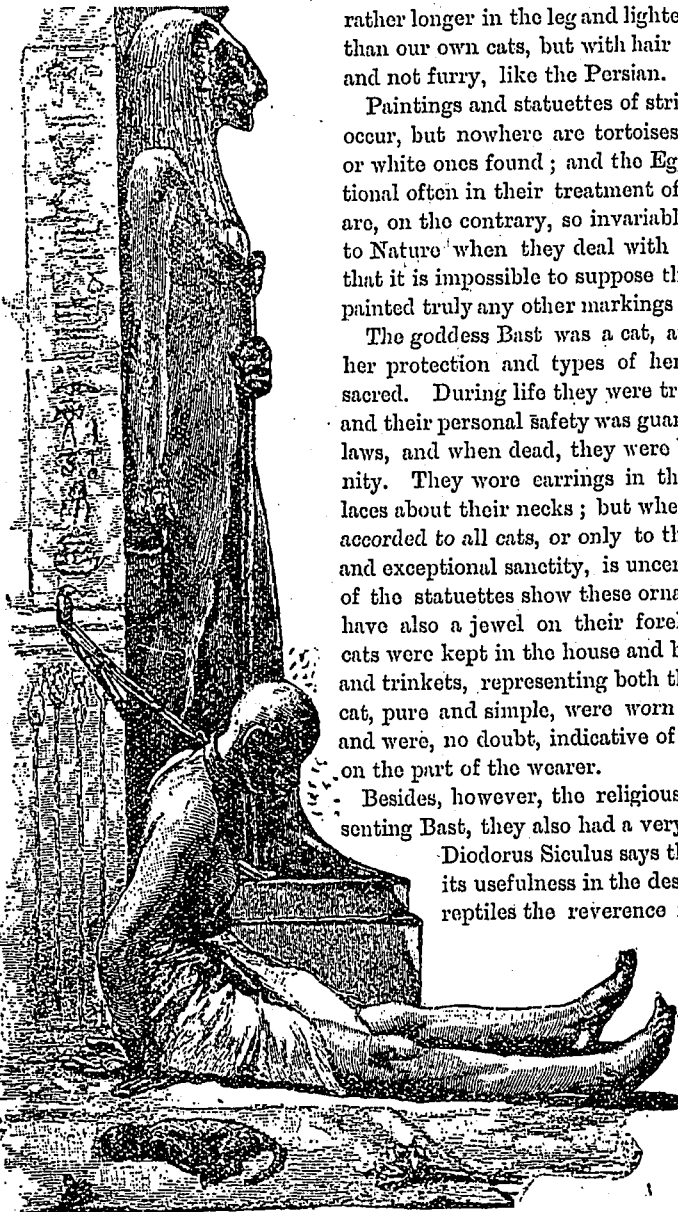 rather longer in the leg and lighte
than our own cats, but with hair
and not furry, like the Persian.
Paintings and statuettes of stri
occur, but nowhere are tortoises
or white ones found ; and the Eg
tional often in their treatment of
are, on the contrary, so invariabl
to Nature when they deal with
that it is impossible to suppose th
painted truly any other markings
The goddess Bast was a cat, a
her protection and types of her
sacred. During life they were tr
and their personal safety was guar
laws, and when dead, they were
nity. They wore earrings in th
laces about their necks ; but whe
accorded to all cats, or only to th
and exceptional sanctity, is uncer
of the statuettes show these orna
have also a jewel on their fore
cats were kept in the house and
and trinkets, representing both th
cat, pure and simple, were worn
and were, no doubt, indicative of
on the part of the wearer.
Besides, however, the religious
senting Bast, they also had a very
Diodorus Siculus says th
its usefulness in the des
reptiles the reverence